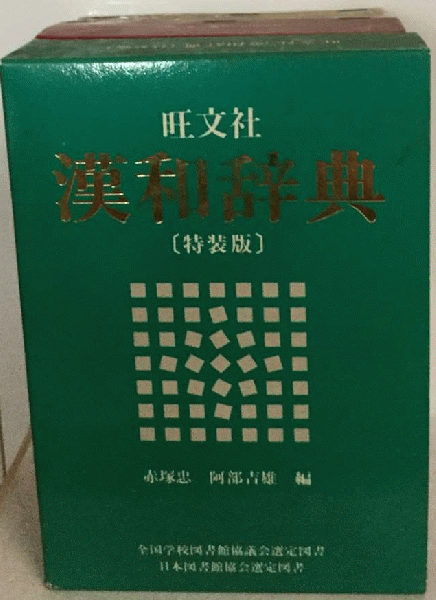 旺文社
漢和辞典
〔特装版〕
赤塚忠 阿部吉雄 編
全国学校図書館協議会選定図書
日本図書館協会選定図書